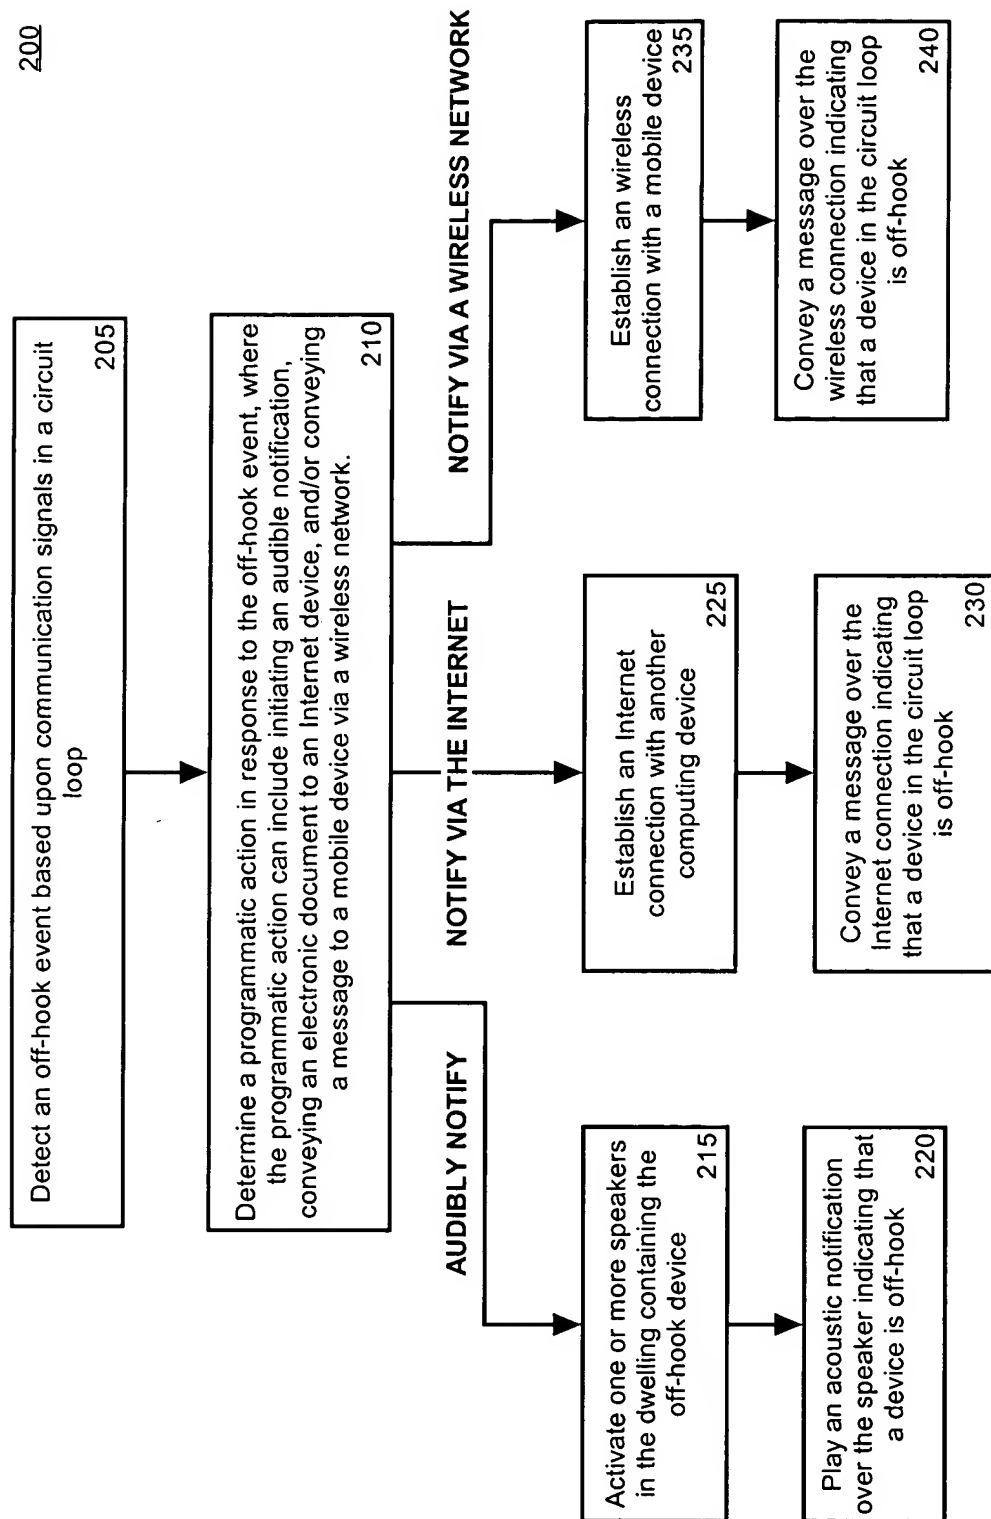 200
Detect an off-hook event based upon communication signals in a circuit
loop
205
Determine a programmatic action in response to the off-hook event, where
the programmatic action can include initiating an audible notification,
conveying an electronic document to an Internet device, and/or conveying
a message to a mobile device via a wireless network.
210
AUDIBLY NOTIFY
NOTIFY VIA THE INTERNET
NOTIFY VIA A WIRELESS NETWORK
Activate one or more speakers
in the dwelling containing the
off-hook device
215
Play an acoustic notification
over the speaker indicating that
a device is off-hook
220
Establish an Internet
connection with another
computing device
225
Convey a message over the
Internet connection indicating
that a device in the circuit loop
is off-hook
230
Establish an wireless
connection with a mobile device
235
Convey a message over the
wireless connection indicating
that a device in the circuit loop
is off-hook
240